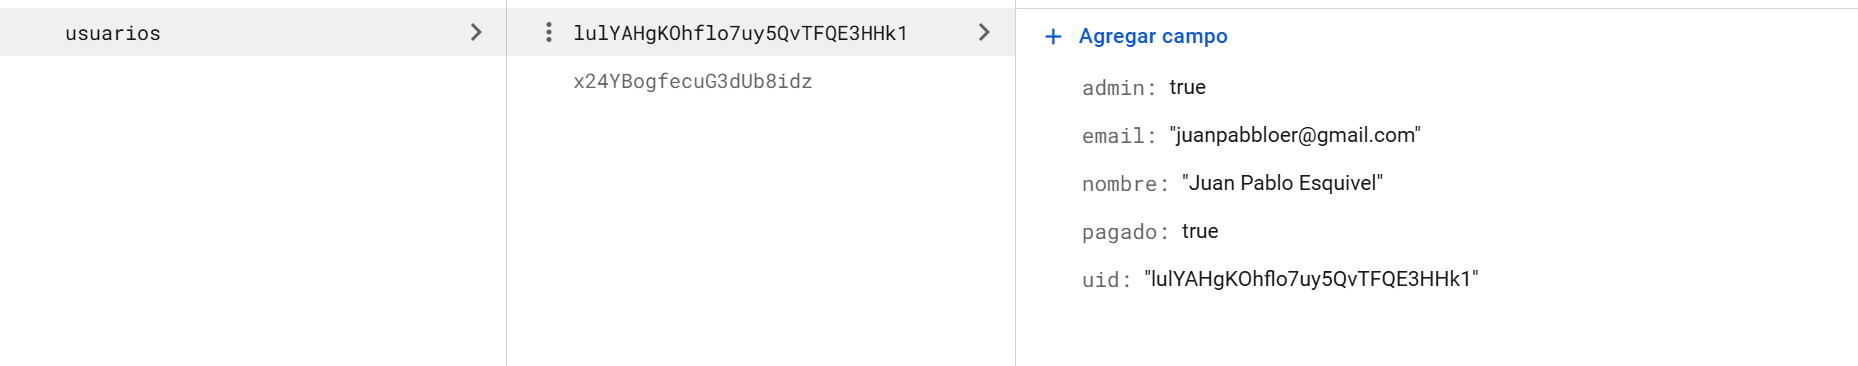 usuarios
lulYAHgKOhflo7uy5QvTFQE3HHk1
x24YBogfecuG3dUb8idz
+ Agregar campo
admin: true
email: "juanpabbloer@gmail.com"
nombre: "Juan Pablo Esquivel"
pagado: true
uid: "lulYAHgKOhflo7uy5QvTFQE3HHk1"